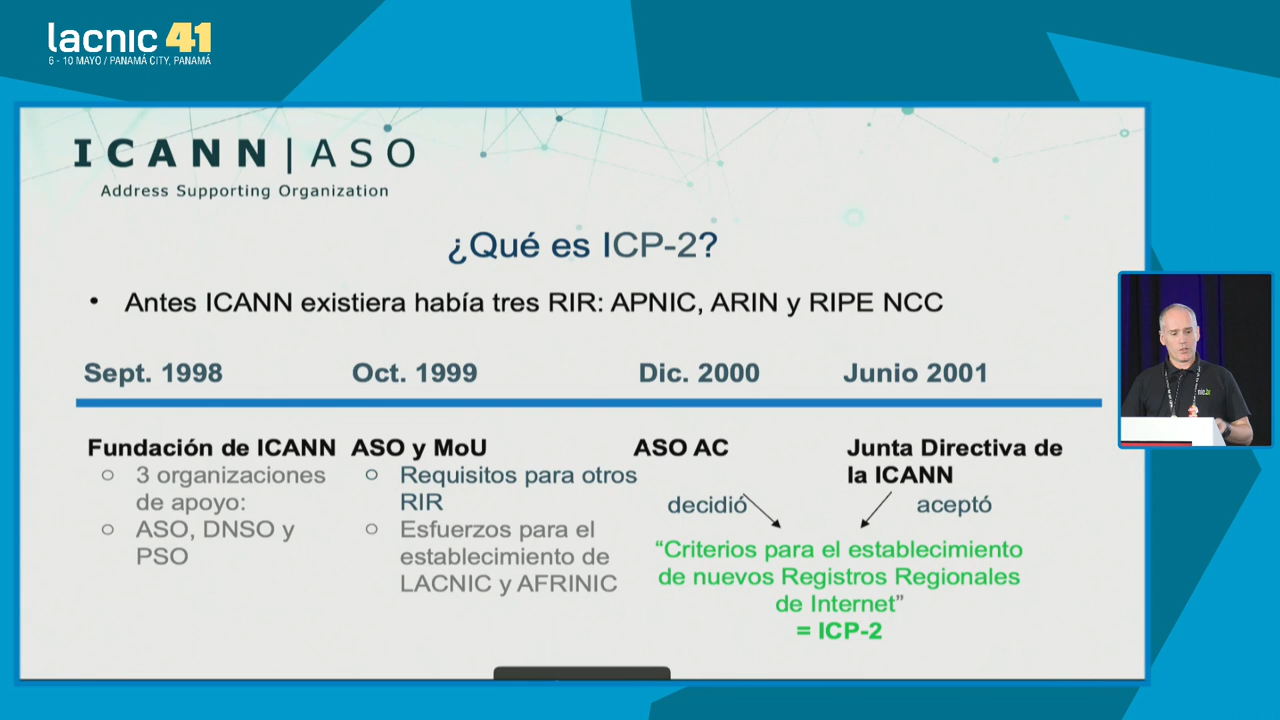 lacnic 41
6 - 10 MAYO / PANAMÁ CITY, PANAMÁ
ICANN | ASO
Address Supporting Organization
¿Qué es ICP-2?
• Antes ICANN existiera había tres RIR: APNIC, ARIN y RIPE NCC
Sept. 1998
Oct. 1999
Dic. 2000
Junio 2001
Fundación de ICANN
○ 3 organizaciones
de apoyo:
○ ASO, DNSO y
PSO
ASO y MoU
○ Requisitos para otros
RIR
○ Esfuerzos para el
establecimiento de
LACNIC y AFRINIC
ASO AC
decidió
Junta Directiva de
la ICANN
aceptó
“Criterios para el establecimiento
de nuevos Registros Regionales
de Internet”
= ICP-2